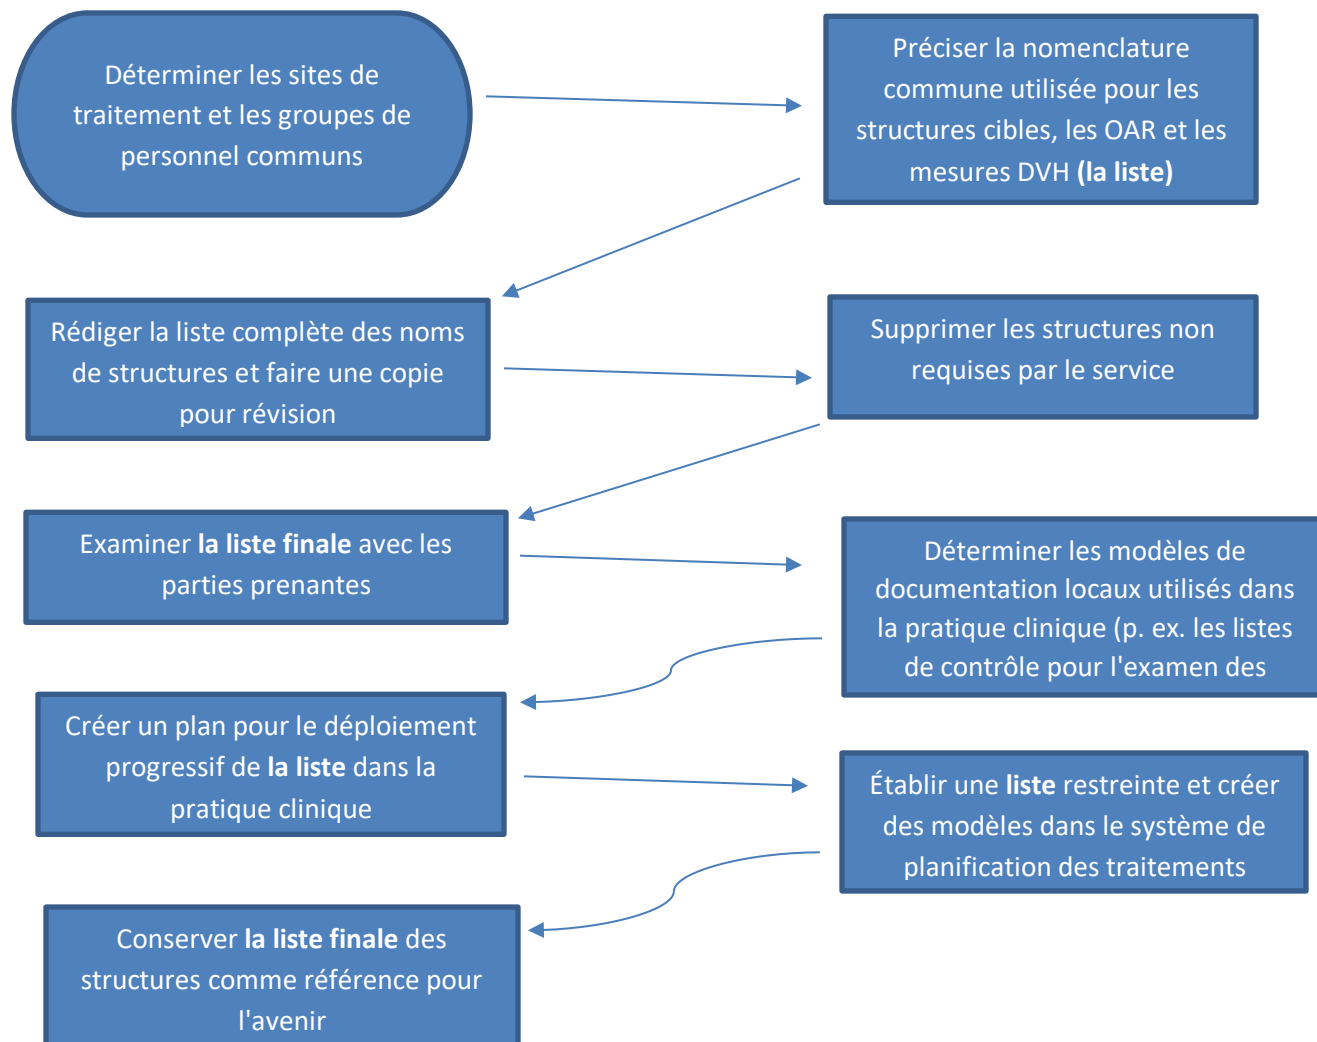 Déterminer les sites de
traitement et les groupes de
personnel communs
Préciser la nomenclature
commune utilisée pour les
structures cibles, les OAR et les
mesures DVH (la liste)
Rédiger la liste complète des noms
de structures et faire une copie
pour révision
Supprimer les structures non
requises par le service
Examiner la liste finale avec les
parties prenantes
Déterminer les modèles de
documentation locaux utilisés dans
la pratique clinique (p. ex. les listes
de contrôle pour l'examen des
Créer un plan pour le déploiement
progressif de la liste dans la
pratique clinique
Établir une liste restreinte et créer
des modèles dans le système de
planification des traitements
Conserver la liste finale des
structures comme référence pour
l'avenir